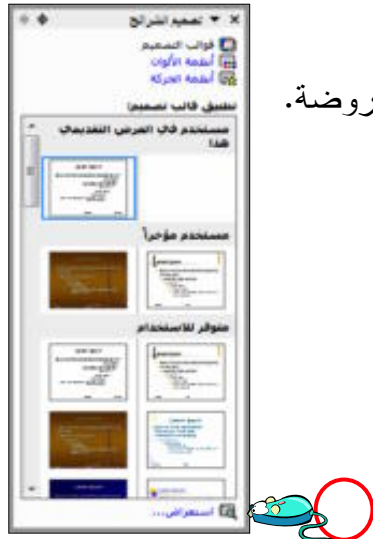 تصميم الشرائح
قوالب التصميم
أنظمة الألوان
أنظمة الحركة
تطبيق قالب تصميم:
مستخدم في العرض التقديمي
هذا
مستخدم مؤخراً
متوفر للاستخدام
استعراض...
روضة.